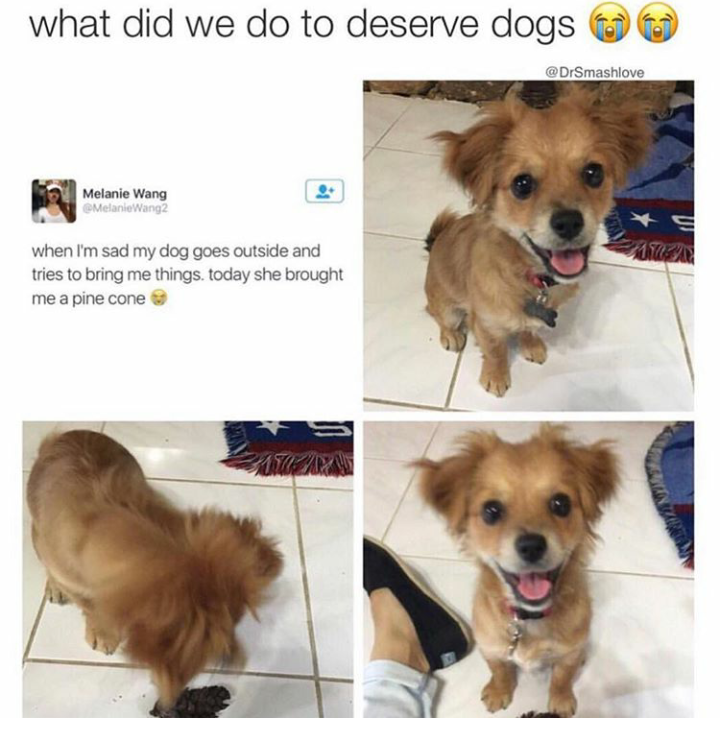 what did we do to deserve dogs 😭😭
@DrSmashlove
Melanie Wang
@MelanieWang2
when I'm sad my dog goes outside and
tries to bring me things. today she brought
me a pine cone 😭